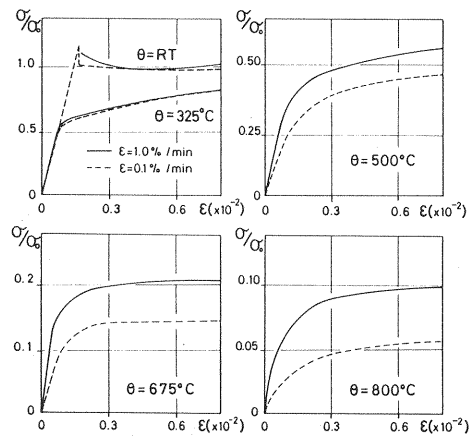 σ/σ₀
1.0
0.5
0
θ=RT
θ=325°C
ε=1.0% /min
ε=0.1% /min
0 0.3 0.6 ε(x10⁻²)
σ/σ₀
0.50
0.25
0
θ=500°C
0 0.3 0.6 ε(x10⁻²)
σ/σ₀
0.2
0.1
0
θ=675°C
0 0.3 0.6 ε(x10⁻²)
σ/σ₀
0.10
0.05
0
θ=800°C
0 0.3 0.6 ε(x10⁻²)